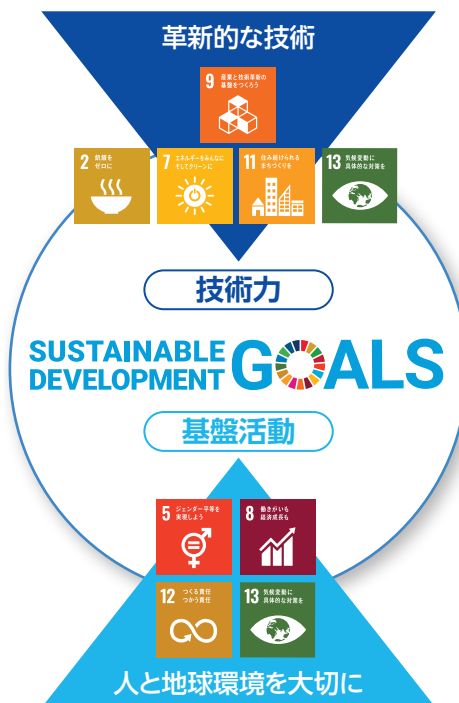 革新的な技術
9 産業と技術革新の
基盤をつくろう
2 飢餓を
ゼロに
7 エネルギーをみんなに
そしてクリーンに
11 住み続けられる
まちづくりを
13 気候変動に
具体的な対策を
技術力
SUSTAINABLE
DEVELOPMENT
GOALS
基盤活動
5 ジェンダー平等を
実現しよう
8 働きがいも
経済成長も
12 つくる責任
つかう責任
13 気候変動に
具体的な対策を
人と地球環境を大切に